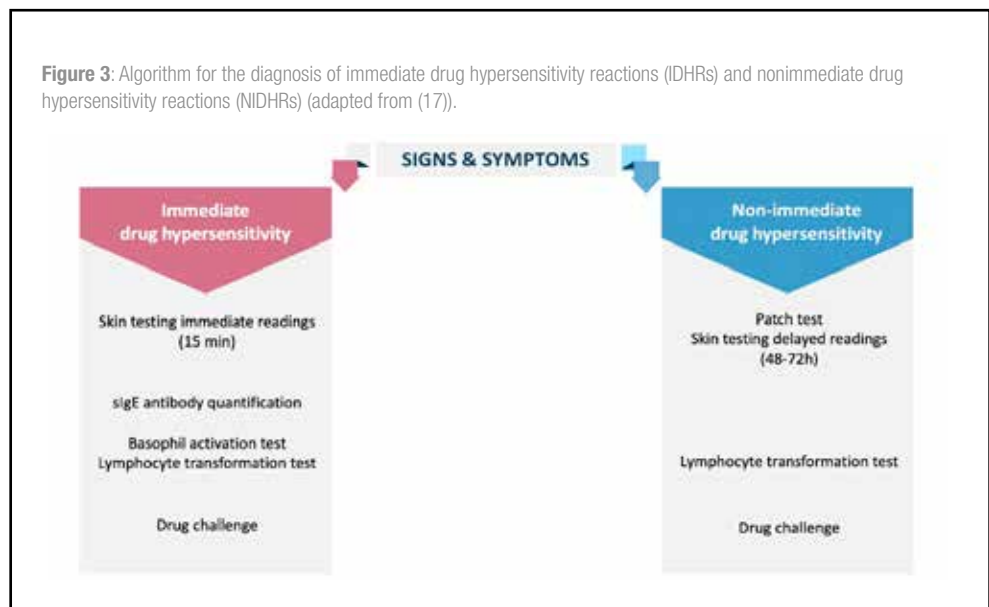 Figure 3: Algorithm for the diagnosis of immediate drug hypersensitivity reactions (IDHRs) and nonimmediate drug
hypersensitivity reactions (NIDHRs) (adapted from (17)).
SIGNS & SYMPTOMS
Immediate
drug hypersensitivity
Skin testing immediate readings
(15 min)
sIgE antibody quantification
Basophil activation test
Lymphocyte transformation test
Drug challenge
Non-immediate
drug hypersensitivity
Patch test
Skin testing delayed readings
(48-72h)
Lymphocyte transformation test
Drug challenge